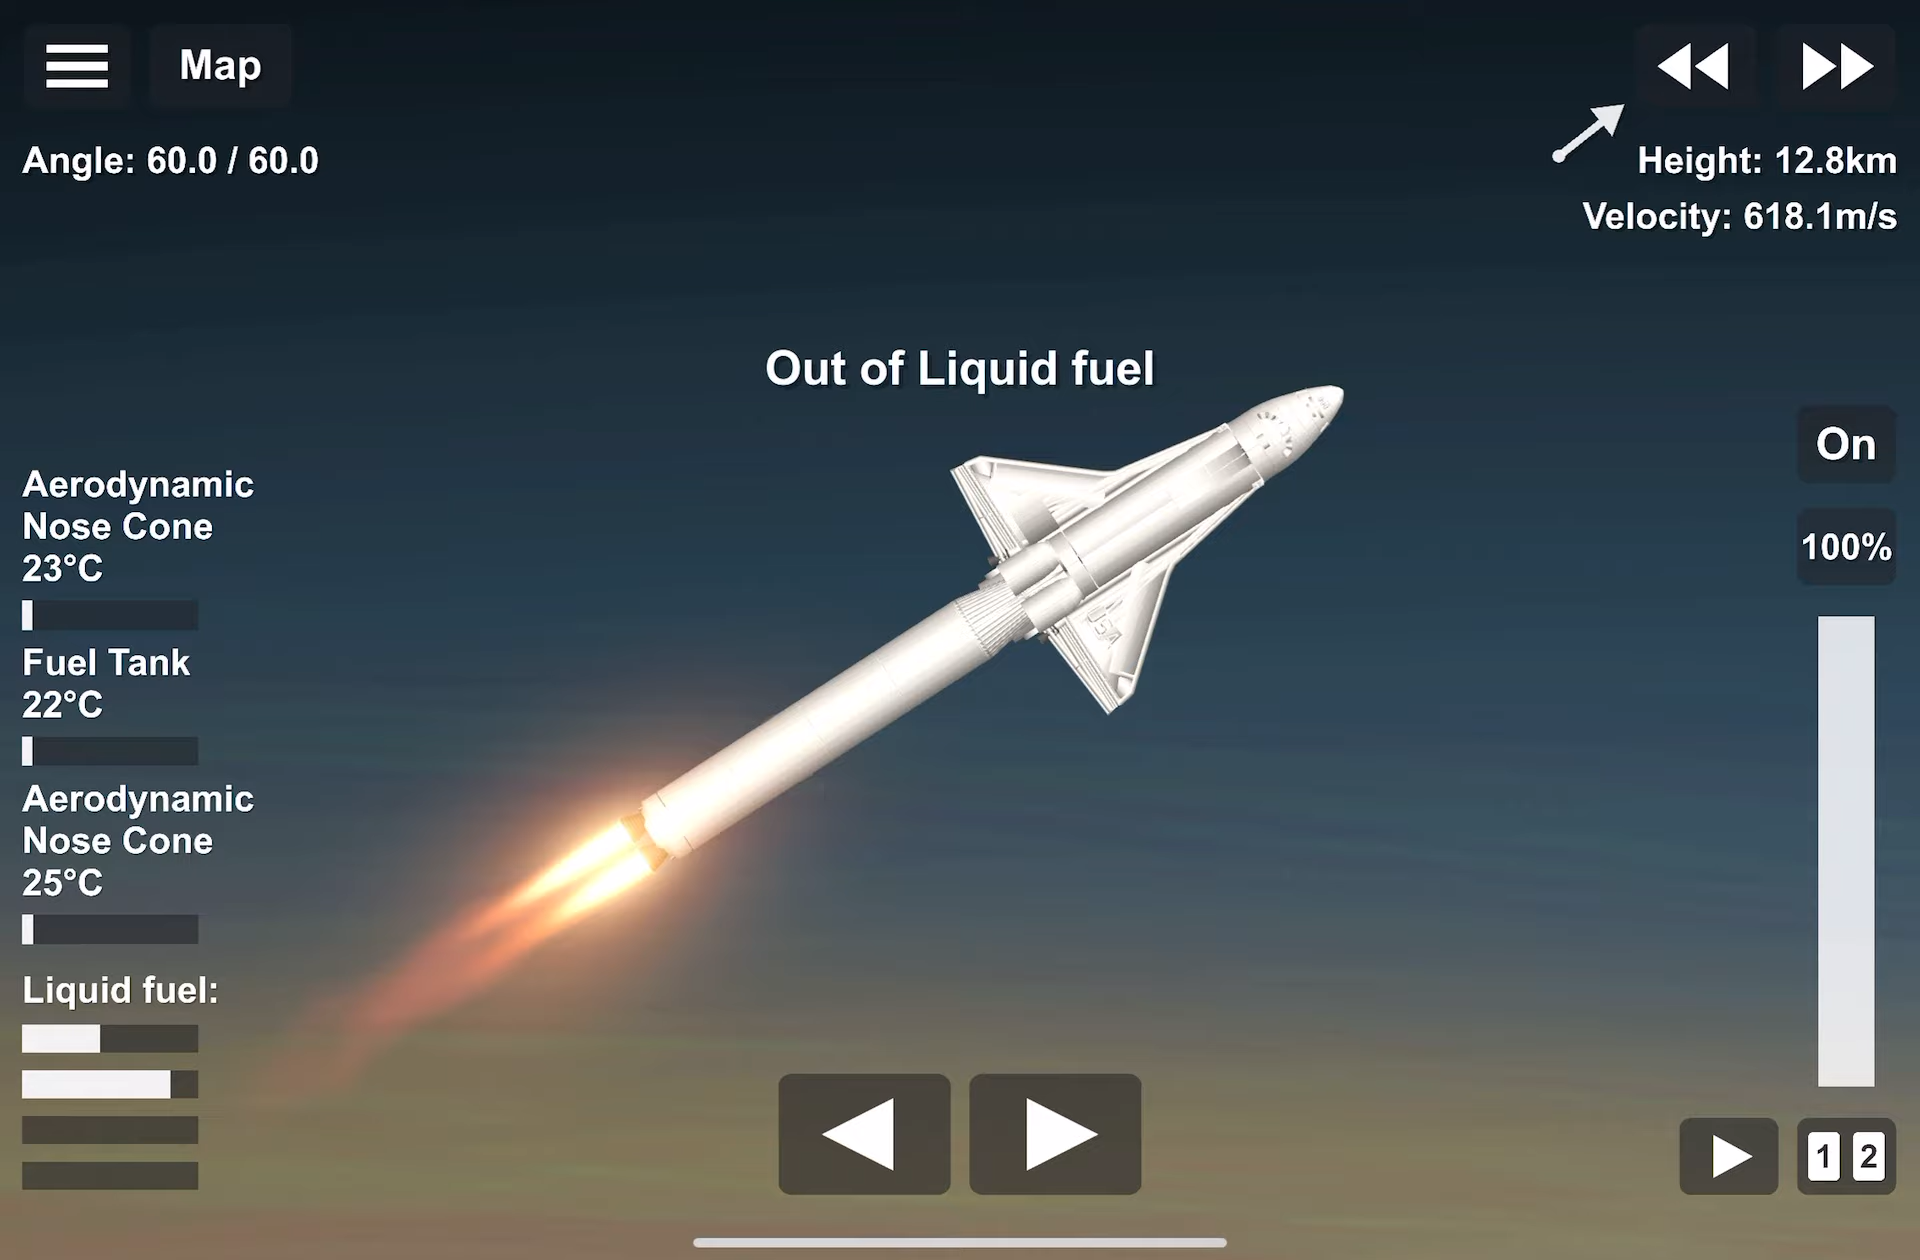 Map
Angle: 60.0 / 60.0
Height: 12.8km
Velocity: 618.1m/s
Out of Liquid fuel
On
100%
Aerodynamic
Nose Cone
23°C
Fuel Tank
22°C
Aerodynamic
Nose Cone
25°C
Liquid fuel:
USA
1 2